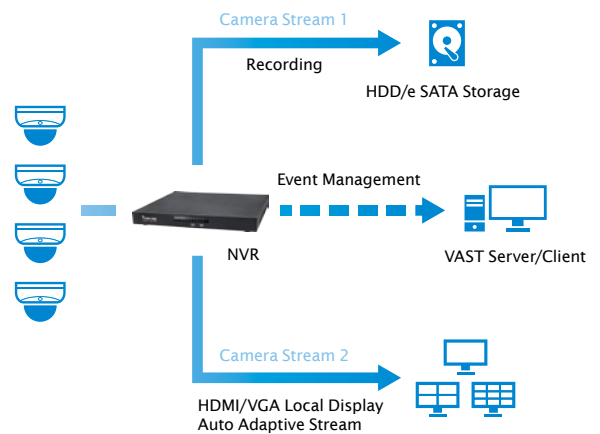 Camera Stream 1
Recording
HDD/e SATA Storage
Event Management
NVR
VAST Server/Client
Camera Stream 2
HDMI/VGA Local Display
Auto Adaptive Stream